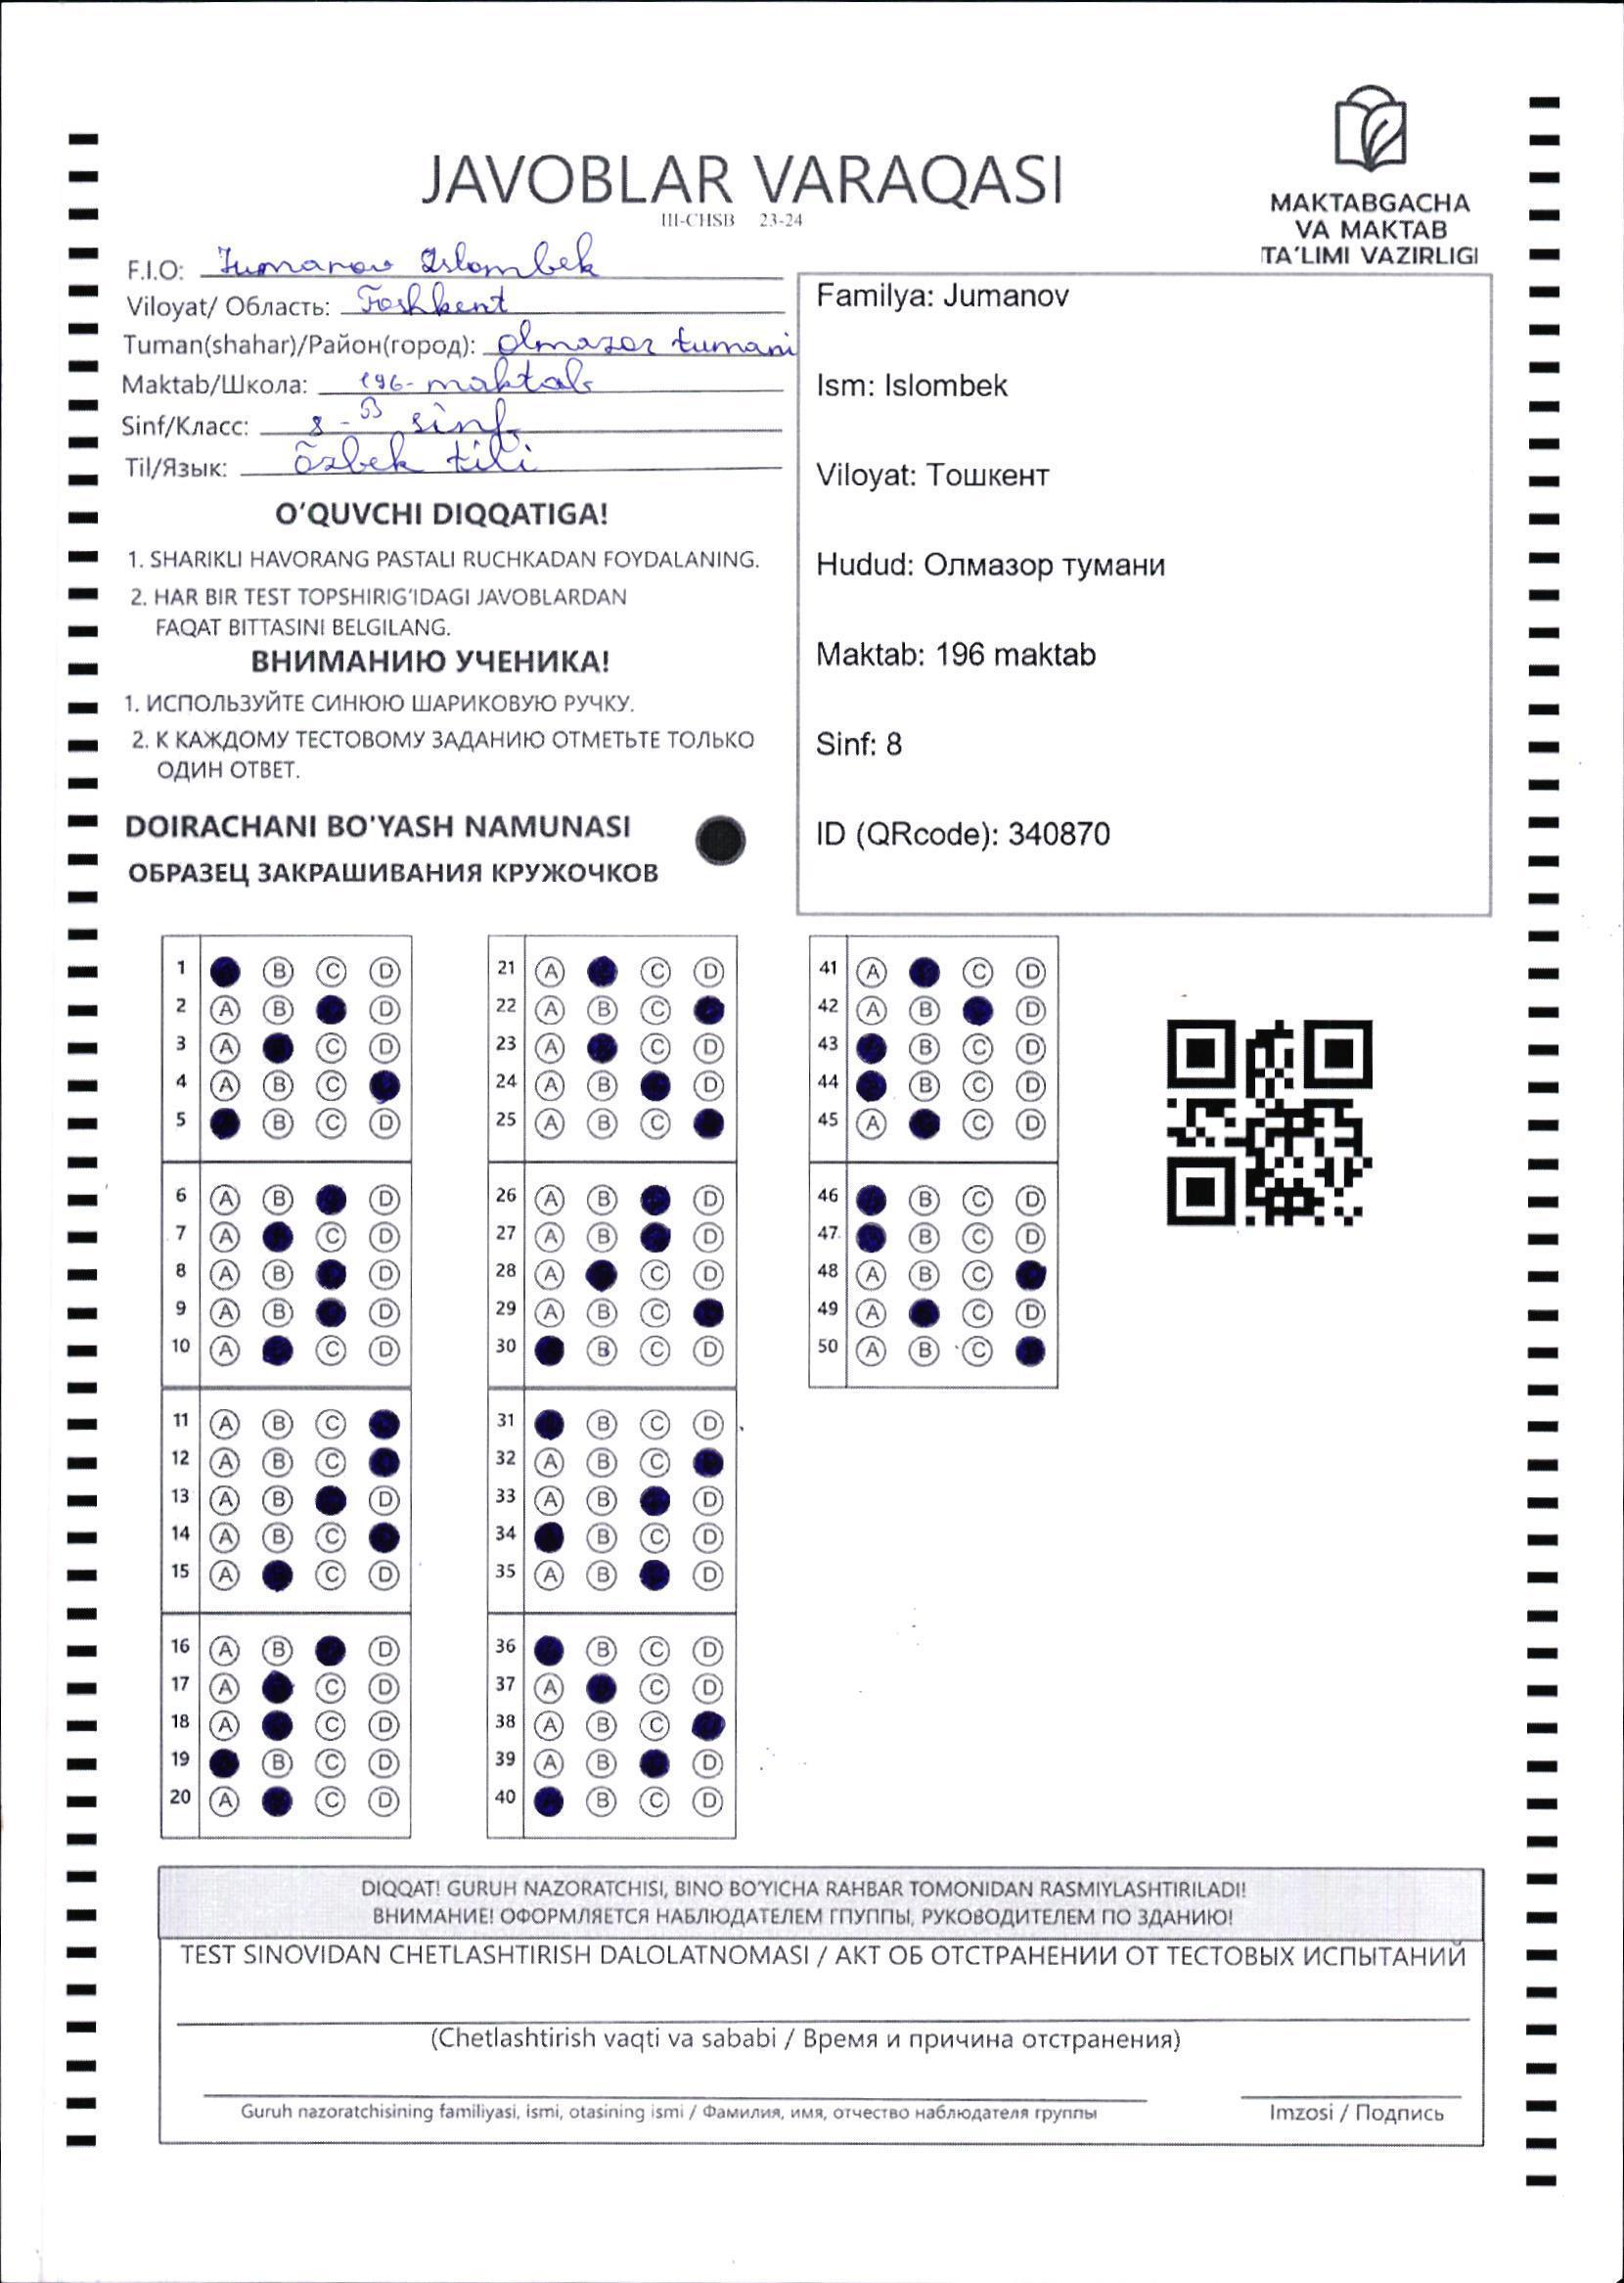 JAVOBLAR VARAQASI
III-CHSB 23-24
MAKTABGACHA
VA MAKTAB
TA'LIMI VAZIRLIGI
F.I.O: Jumanov Islombek
Viloyat/ Область: Toshkent
Tuman(shahar)/Район(город): Olmazor tumani
Maktab/Школа: 196- maktab
Sinf/Класс: 8 - B sinf
Til/Язык: õzbek tili
O'QUVCHI DIQQATIGA!
1. SHARIKLI HAVORANG PASTALI RUCHKADAN FOYDALANING.
2. HAR BIR TEST TOPSHIRIG'IDAGI JAVOBLARDAN
FAQAT BITTASINI BELGILANG.
ВНИМАНИЮ УЧЕНИКА!
1. ИСПОЛЬЗУЙТЕ СИНЮЮ ШАРИКОВУЮ РУЧКУ.
2. К КАЖДОМУ ТЕСТОВОМУ ЗАДАНИЮ ОТМЕТЬТЕ ТОЛЬКО
ОДИН ОТВЕТ.
DOIRACHANI BO'YASH NAMUNASI
ОБРАЗЕЦ ЗАКРАШИВАНИЯ КРУЖОЧКОВ
Familya: Jumanov
Ism: Islombek
Viloyat: Тошкент
Hudud: Олмазор тумани
Maktab: 196 maktab
Sinf: 8
ID (QRcode): 340870
1 B C D
2 A B D
3 A C D
4 A B C
5 B C D
6 A B D
7 A C D
8 A B D
9 A B D
10 A C D
11 A B C
12 A B C
13 A B D
14 A B C
15 A C D
16 A B D
17 A C D
18 A C D
19 B C D
20 A C D
21 A C D
22 A B C
23 A C D
24 A B D
25 A B C
26 A B D
27 A B D
28 A C D
29 A B C
30 B C D
31 B C D
32 A B C
33 A B D
34 B C D
35 A B D
36 B C D
37 A C D
38 A B C
39 A B D
40 B C D
41 A C D
42 A B D
43 B C D
44 B C D
45 A C D
46 B C D
47 B C D
48 A B C
49 A C D
50 A B C
DIQQAT! GURUH NAZORATCHISI, BINO BO'YICHA RAHBAR TOMONIDAN RASMIYLASHTIRILADI!
ВНИМАНИЕ! ОФОРМЛЯЕТСЯ НАБЛЮДАТЕЛЕМ ГПУППЫ, РУКОВОДИТЕЛЕМ ПО ЗДАНИЮ!
TEST SINOVIDAN CHETLASHTIRISH DALOLATNOMASI / АКТ ОБ ОТСТРАНЕНИИ ОТ ТЕСТОВЫХ ИСПЫТАНИЙ
(Chetlashtirish vaqti va sababi / Время и причина отстранения)
Guruh nazoratchisining familiyasi, ismi, otasining ismi / Фамилия, имя, отчество наблюдателя группы
Imzosi / Подпись